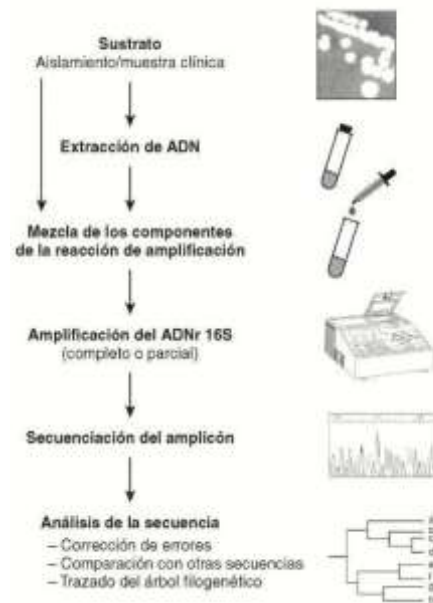 Sustrato
Aislamiento/muestra clínica
Extracción de ADN
Mezcla de los componentes
de la reacción de amplificación
Amplificación del ADNr 16S
(completo o parcial)
Secuenciación del amplicón
Análisis de la secuencia
– Corrección de errores
– Comparación con otras secuencias
– Trazado del árbol filogenético